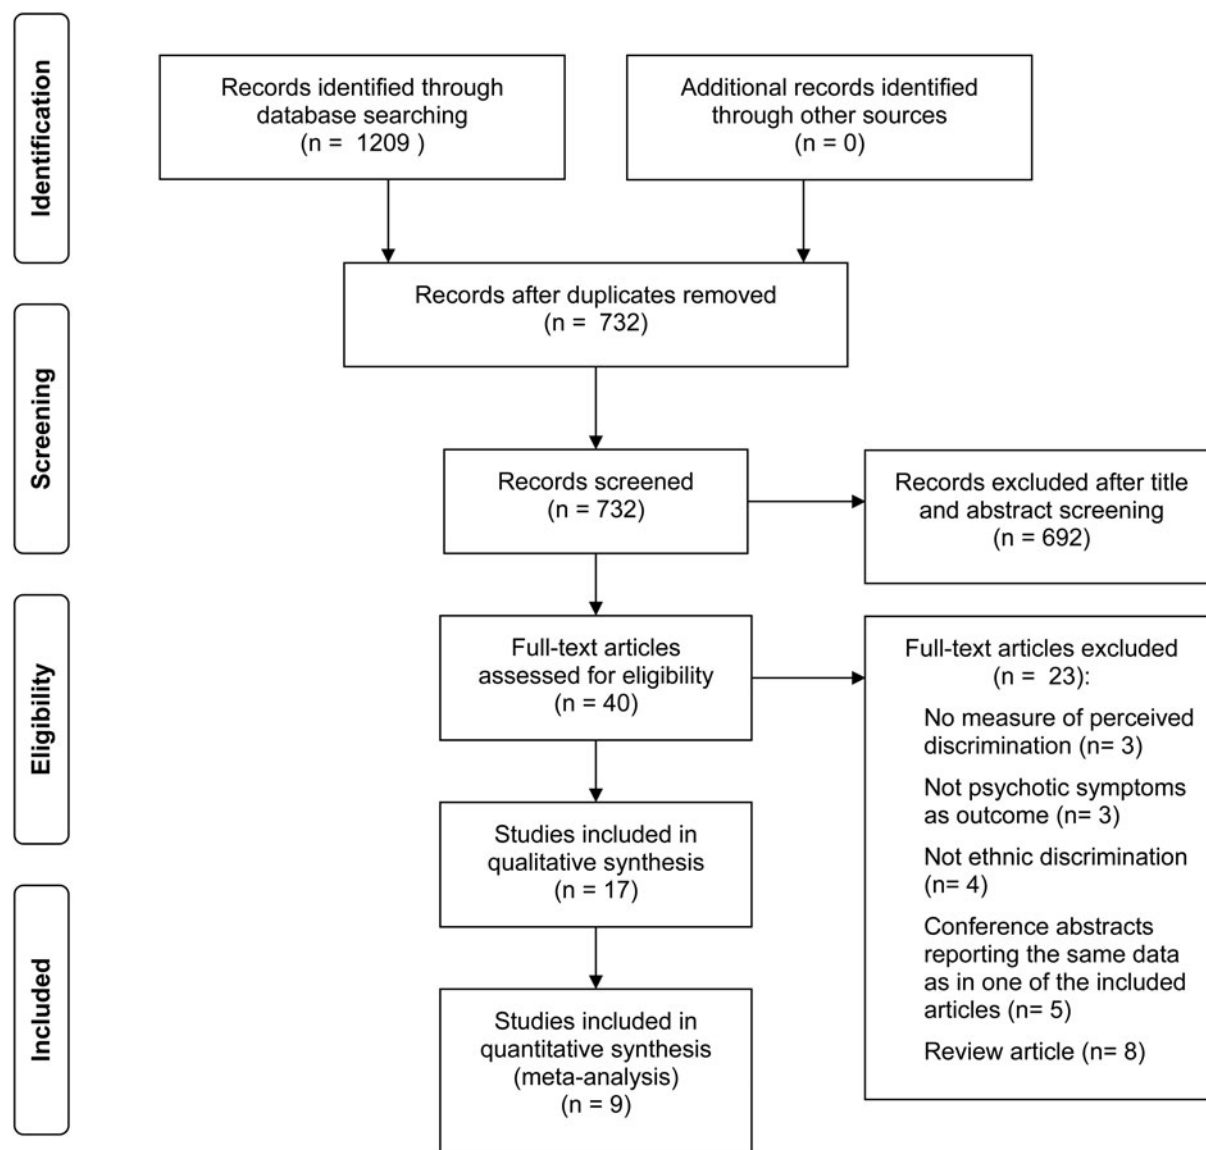 Identification
Records identified through
database searching
(n = 1209 )
Additional records identified
through other sources
(n = 0)
Records after duplicates removed
(n = 732)
Screening
Records screened
(n = 732)
Records excluded after title
and abstract screening
(n = 692)
Eligibility
Full-text articles
assessed for eligibility
(n = 40)
Full-text articles excluded
(n = 23):
No measure of perceived
discrimination (n= 3)
Not psychotic symptoms
as outcome (n= 3)
Not ethnic discrimination
(n= 4)
Conference abstracts
reporting the same data
as in one of the included
articles (n= 5)
Review article (n= 8)
Studies included in
qualitative synthesis
(n = 17)
Included
Studies included in
quantitative synthesis
(meta-analysis)
(n = 9)